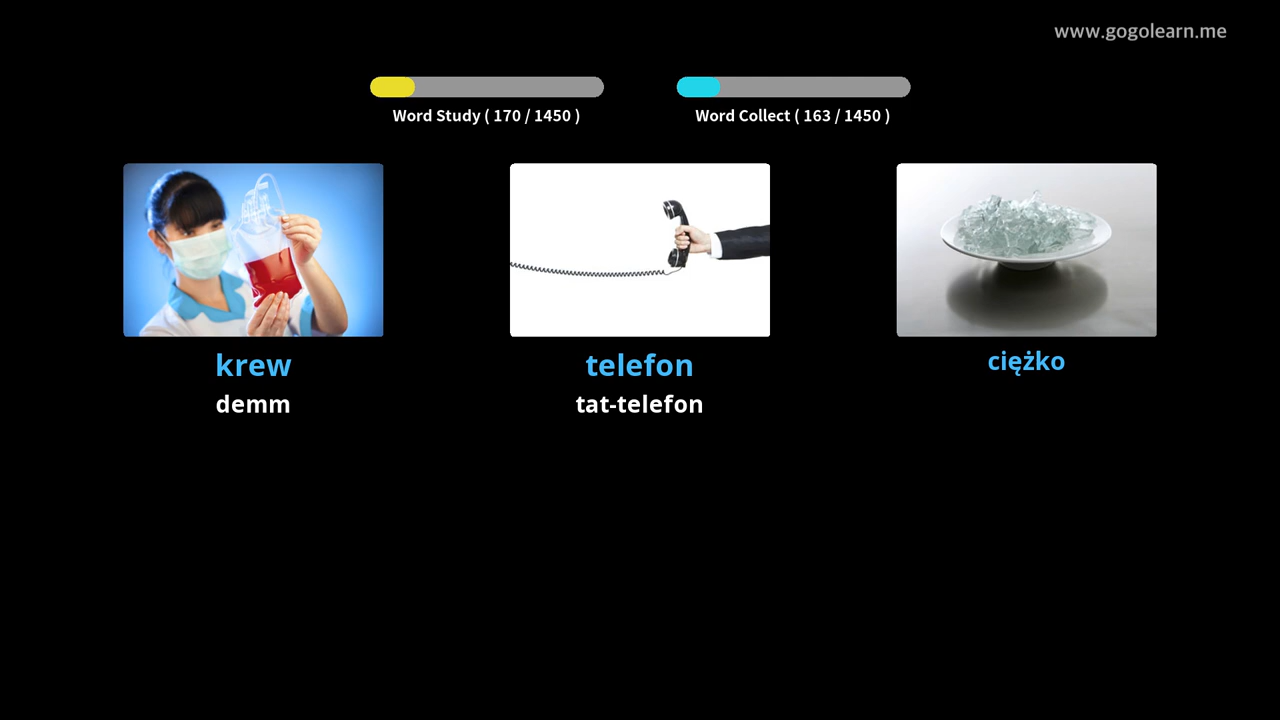 www.gogolearn.me
Word Study ( 170 / 1450 )
Word Collect ( 163 / 1450 )
krew
telefon
ciężko
demm
tat-telefon